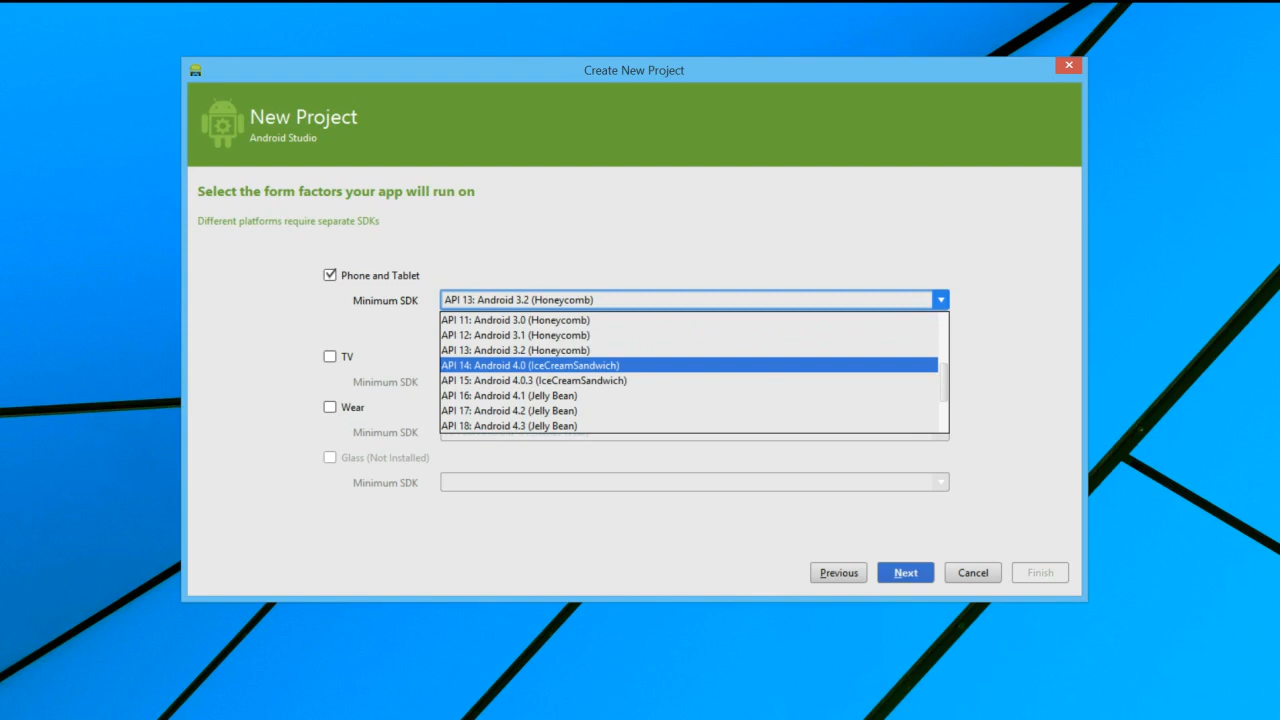 Create New Project
New Project
Android Studio
Select the form factors your app will run on
Different platforms require separate SDKs
Phone and Tablet
Minimum SDK
API 13: Android 3.2 (Honeycomb)
API 11: Android 3.0 (Honeycomb)
API 12: Android 3.1 (Honeycomb)
API 13: Android 3.2 (Honeycomb)
API 14: Android 4.0 (IceCreamSandwich)
API 15: Android 4.0.3 (IceCreamSandwich)
API 16: Android 4.1 (Jelly Bean)
API 17: Android 4.2 (Jelly Bean)
API 18: Android 4.3 (Jelly Bean)
TV
Minimum SDK
Wear
Minimum SDK
Glass (Not Installed)
Minimum SDK
Previous
Next
Cancel
Finish